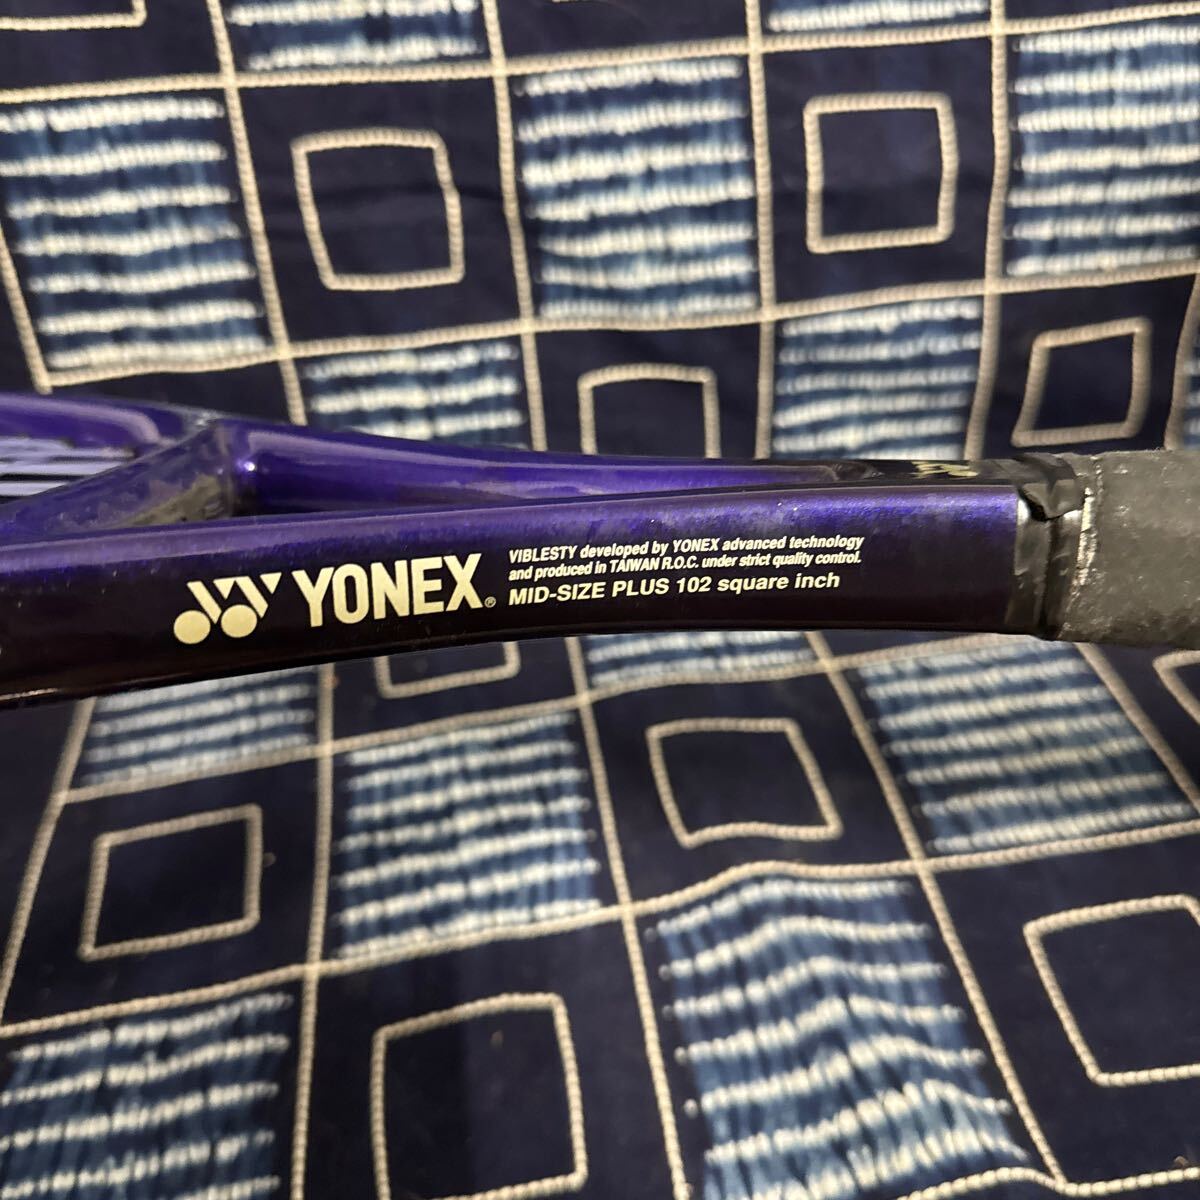 YONEX®
VIBLESTY developed by YONEX advanced technology
and produced in TAIWAN R.O.C. under strict quality control.
MID-SIZE PLUS 102 square inch